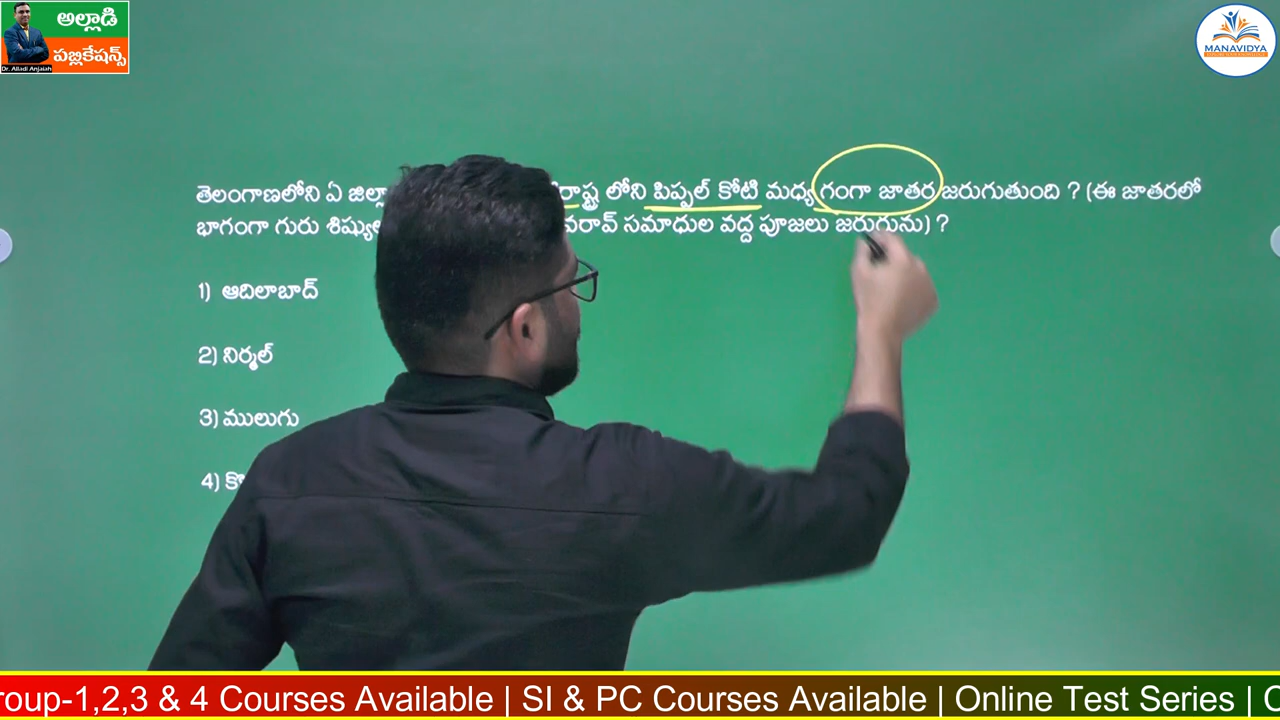 అల్లాడి
పబ్లికేషన్స్
Dr. Alladi Anjaiah
MANAVIDYA
తెలంగాణలోని ఏ జిల్లా లోని పిప్పల్ కోటి మధ్య గంగా జాతర జరుగుతుంది ? (ఈ జాతరలో
భాగంగా గురు సమాధుల వద్ద పూజలు జరుగును) ?
1) ఆదిలాబాద్
2) నిర్మల్
3) ములుగు
4)
roup-1,2,3 & 4 Courses Available | SI & PC Courses Available | Online Test Series |